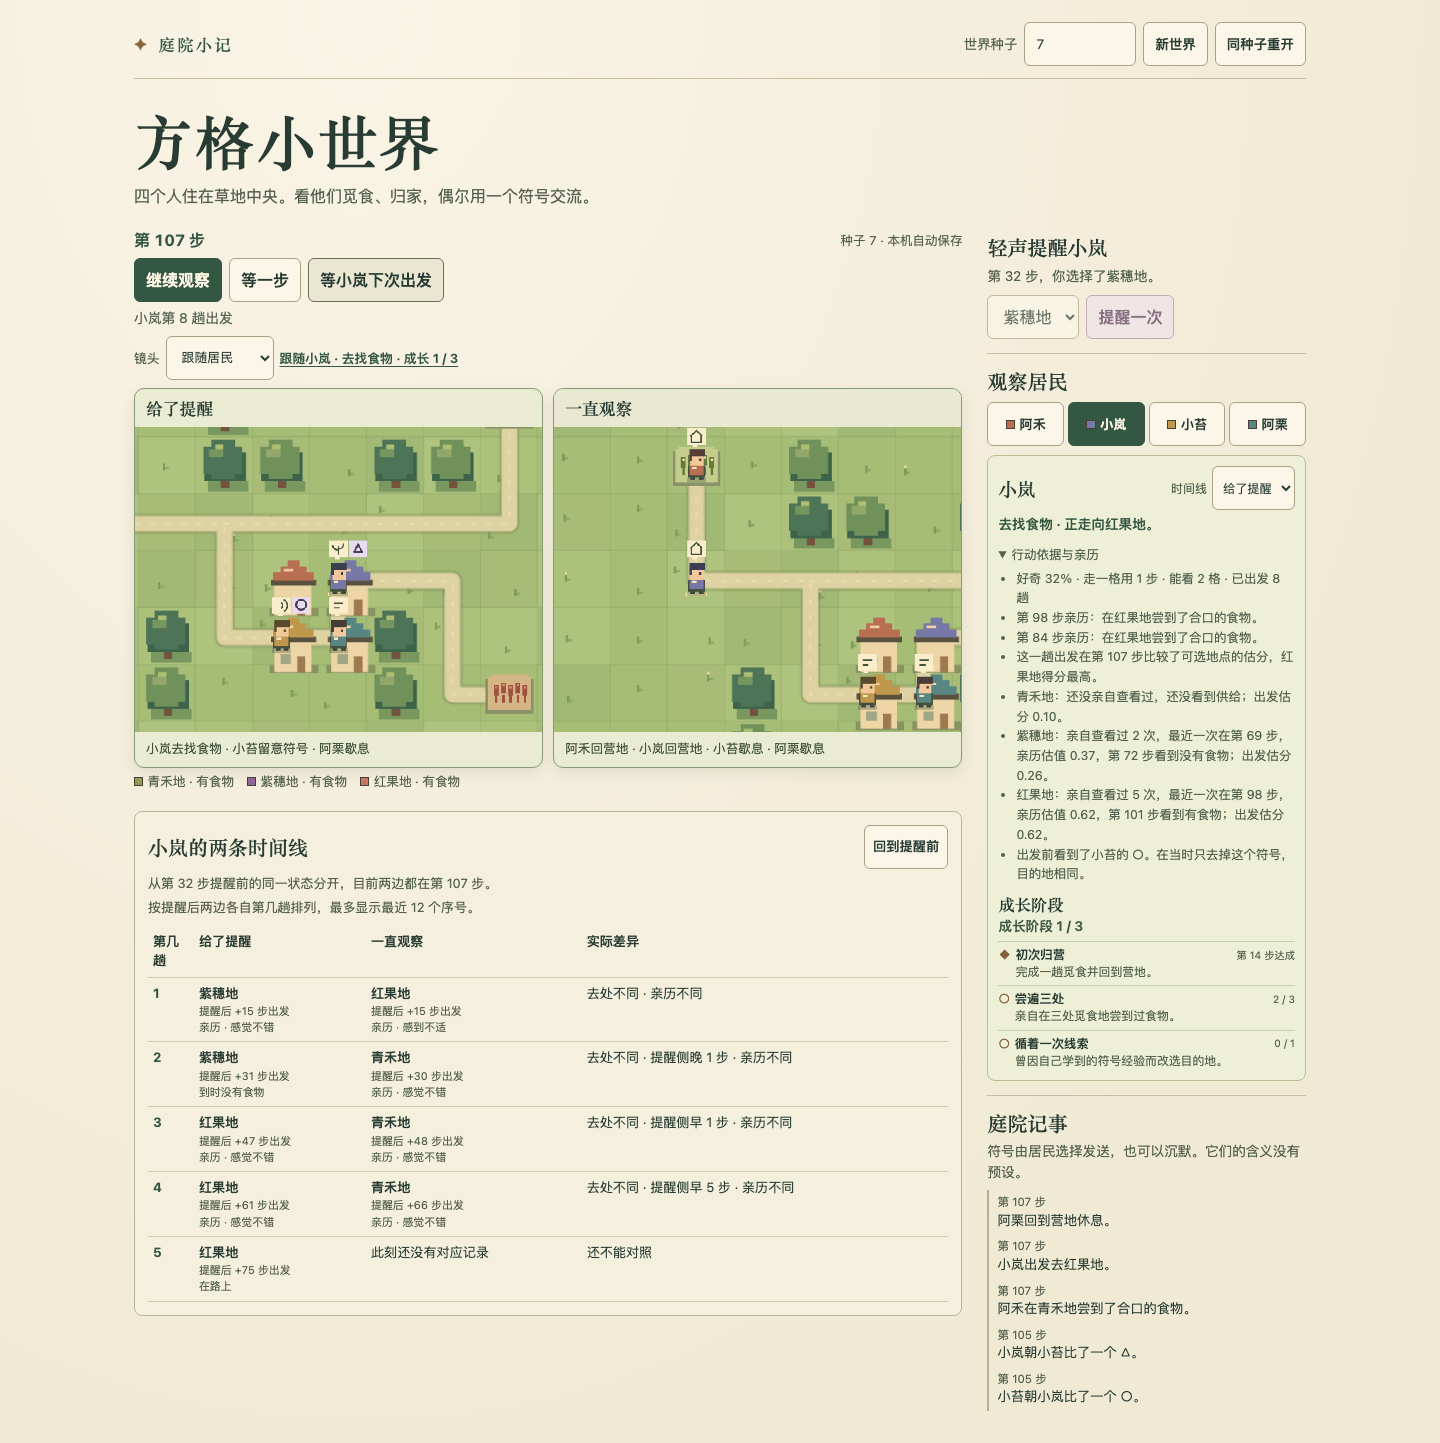 ✦ 庭院小记
世界种子 7 新世界 同种子重开
方格小世界
四个人住在草地中央。看他们觅食、归家，偶尔用一个符号交流。
第 107 步
种子 7 · 本机自动保存
继续观察 等一步 等小岚下次出发
小岚第 8 趟出发
镜头 跟随居民 跟随小岚 · 去找食物 · 成长 1 / 3
给了提醒
小岚去找食物 · 小苔留意符号 · 阿栗歇息
一直观察
阿禾回营地 · 小岚回营地 · 小苔歇息 · 阿栗歇息
青禾地 · 有食物 紫穗地 · 有食物 红果地 · 有食物
小岚的两条时间线
回到提醒前
从第 32 步提醒前的同一状态分开，目前两边都在第 107 步。
按提醒后两边各自第几趟排列，最多显示最近 12 个序号。
第几趟 给了提醒 一直观察 实际差异
1 紫穗地 红果地 去处不同 · 亲历不同
提醒后 +15 步出发 提醒后 +15 步出发
亲历 · 感觉不错 亲历 · 感到不适
2 紫穗地 青禾地 去处不同 · 提醒侧晚 1 步 · 亲历不同
提醒后 +31 步出发 提醒后 +30 步出发
到时没有食物 亲历 · 感觉不错
3 红果地 青禾地 去处不同 · 提醒侧早 1 步 · 亲历不同
提醒后 +47 步出发 提醒后 +48 步出发
亲历 · 感觉不错 亲历 · 感觉不错
4 红果地 青禾地 去处不同 · 提醒侧早 5 步 · 亲历不同
提醒后 +61 步出发 提醒后 +66 步出发
亲历 · 感觉不错 亲历 · 感觉不错
5 红果地 此刻还没有对应记录 还不能对照
提醒后 +75 步出发
在路上
轻声提醒小岚
第 32 步，你选择了紫穗地。
紫穗地 提醒一次
观察居民
阿禾 小岚 小苔 阿栗
小岚
时间线 给了提醒
去找食物 · 正走向红果地。
▼ 行动依据与亲历
• 好奇 32% · 走一格用 1 步 · 能看 2 格 · 已出发 8
趟
• 第 98 步亲历：在红果地尝到了合口的食物。
• 第 84 步亲历：在红果地尝到了合口的食物。
• 这一趟出发在第 107 步比较了可选地点的估分，红
果地得分最高。
• 青禾地：还没亲自查看过，还没看到供给；出发估
分 0.10。
• 紫穗地：亲自查看过 2 次，最近一次在第 69 步，
亲历估值 0.37，第 72 步看到没有食物；出发估分
0.26。
• 红果地：亲自查看过 5 次，最近一次在第 98 步，
亲历估值 0.62，第 101 步看到有食物；出发估分
0.62。
• 出发前看到了小苔的 ○。在当时只去掉这个符号，
目的地相同。
成长阶段
成长阶段 1 / 3
◆ 初次归营 第 14 步达成
完成一趟觅食并回到营地。
○ 尝遍三处 2 / 3
亲自在三处觅食地尝到过食物。
○ 循着一次线索 0 / 1
曾因自己学到的符号经验而改选目的地。
庭院记事
符号由居民选择发送，也可以沉默。它们的含义没有
预设。
第 107 步
阿栗回到营地休息。
第 107 步
小岚出发去红果地。
第 107 步
阿禾在青禾地尝到了合口的食物。
第 105 步
小岚朝小苔比了一个 △。
第 105 步
小苔朝小岚比了一个 ○。